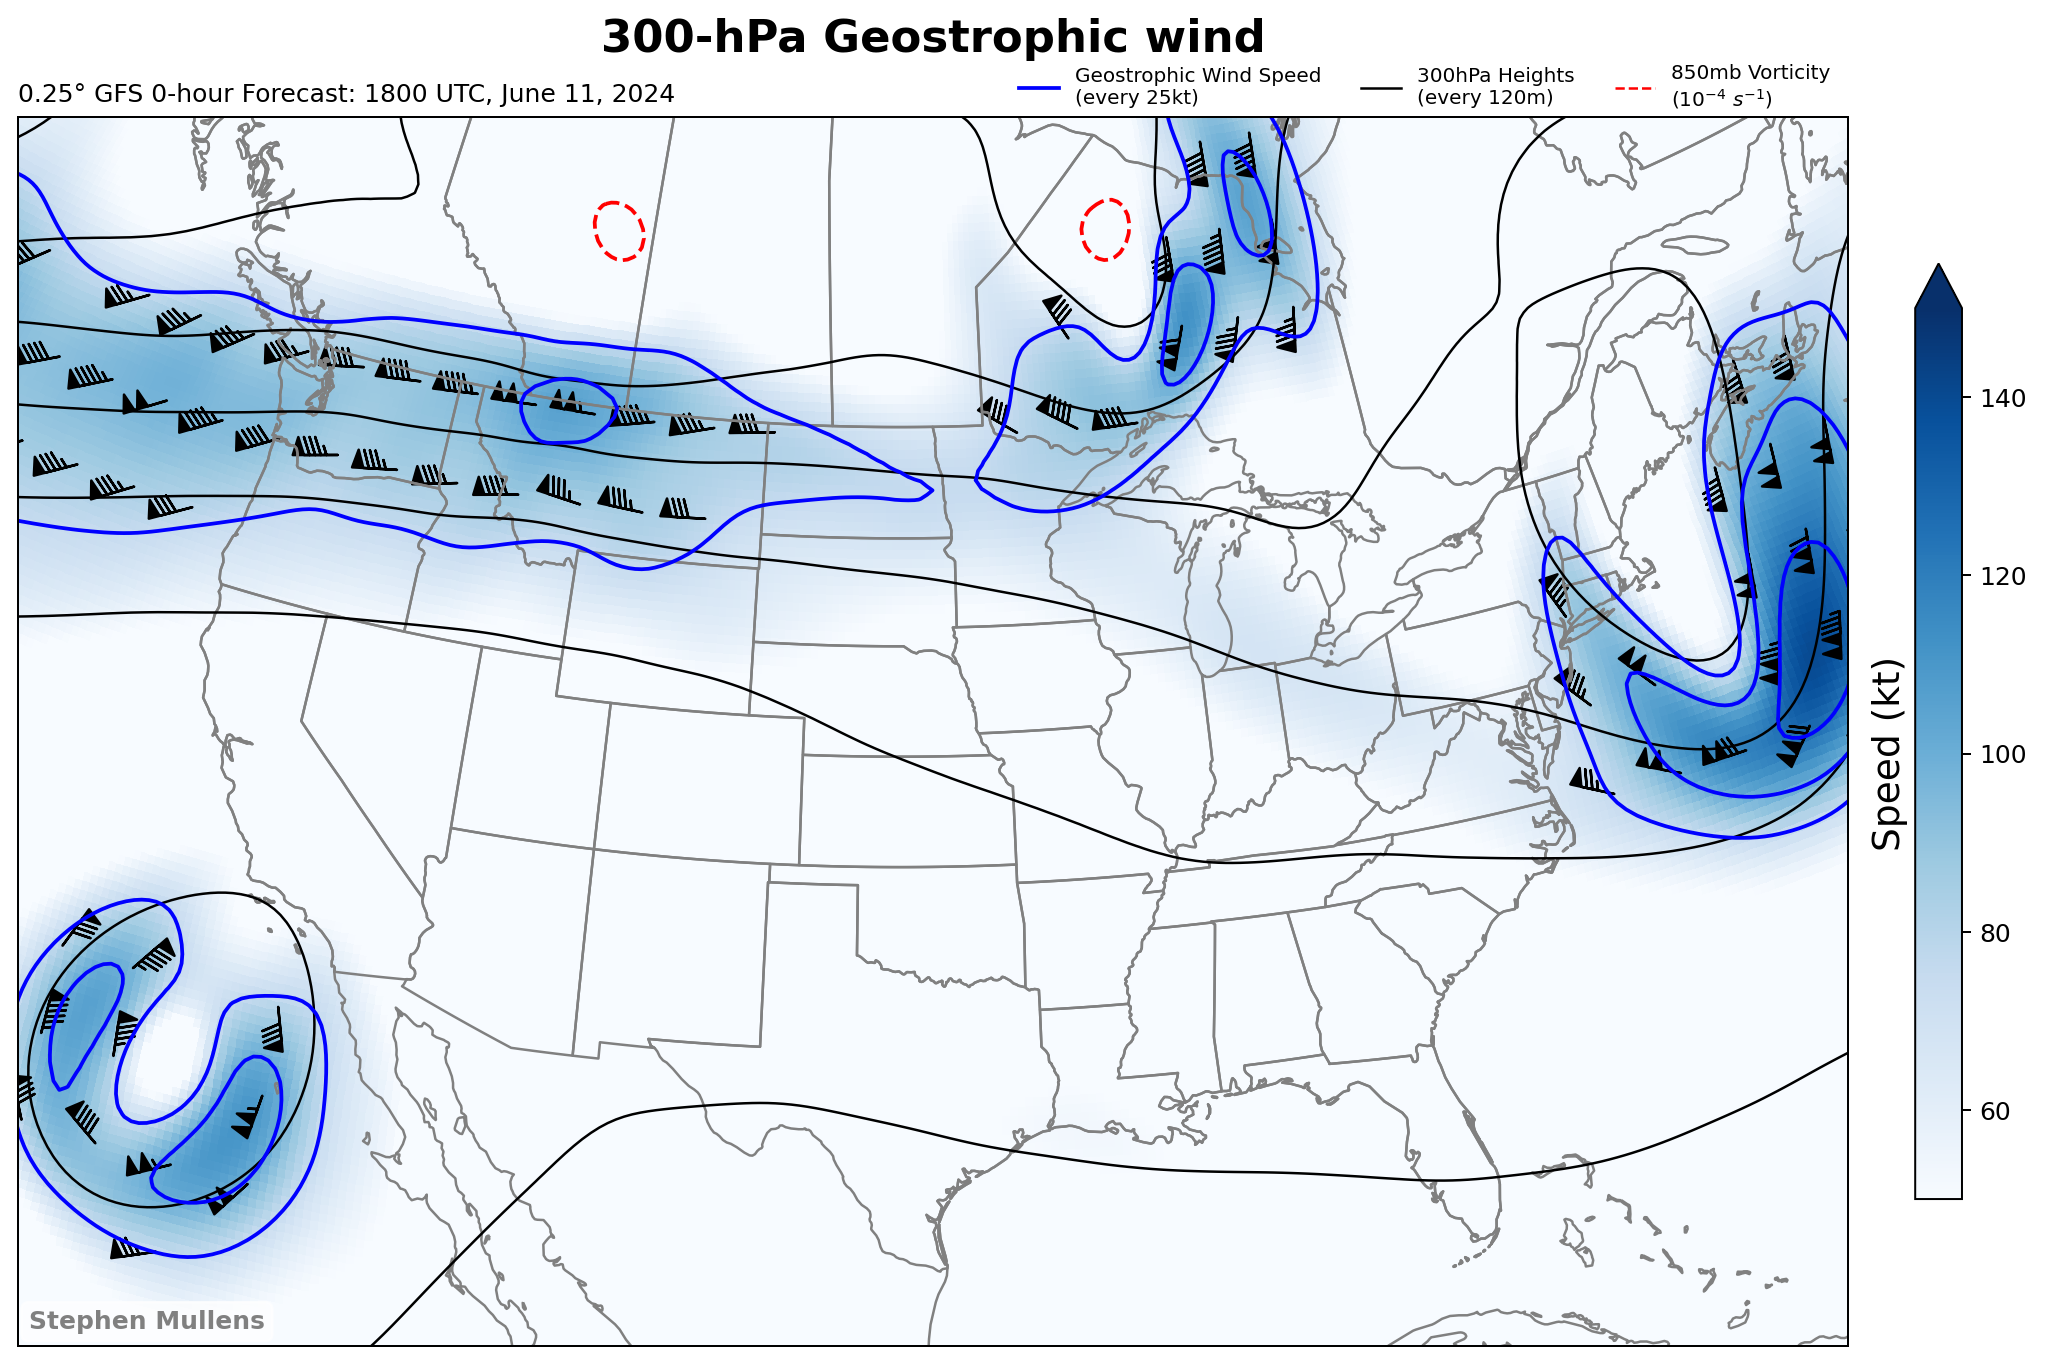 300-hPa Geostrophic wind
0.25° GFS 0-hour Forecast: 1800 UTC, June 11, 2024
Geostrophic Wind Speed
(every 25kt)
300hPa Heights
(every 120m)
850mb Vorticity
(10⁻⁴ s⁻¹)
140
120
100
80
60
Speed (kt)
Stephen Mullens